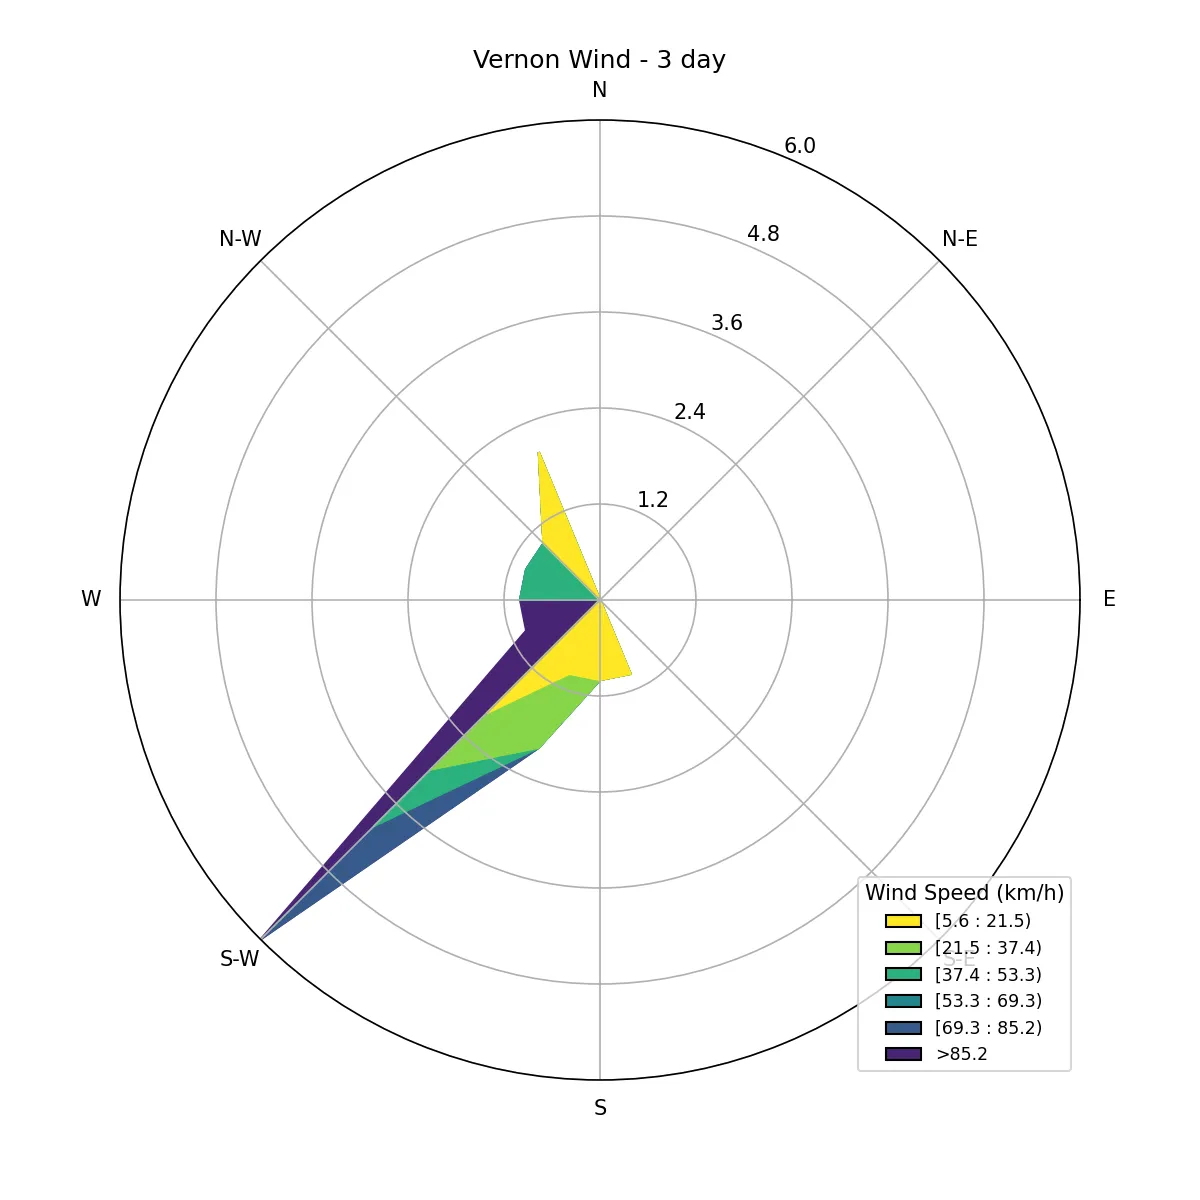 Vernon Wind - 3 day
N
6.0
4.8
N-W
N-E
3.6
2.4
1.2
W
E
Wind Speed (km/h)
[5.6 : 21.5)
[21.5 : 37.4)
S-W
S-E
[37.4 : 53.3)
[53.3 : 69.3)
[69.3 : 85.2)
>85.2
S